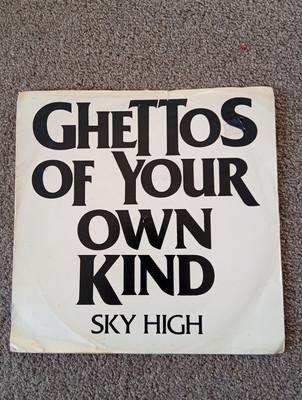 GHETTOS
OF YOUR
OWN
KIND
SKY HIGH